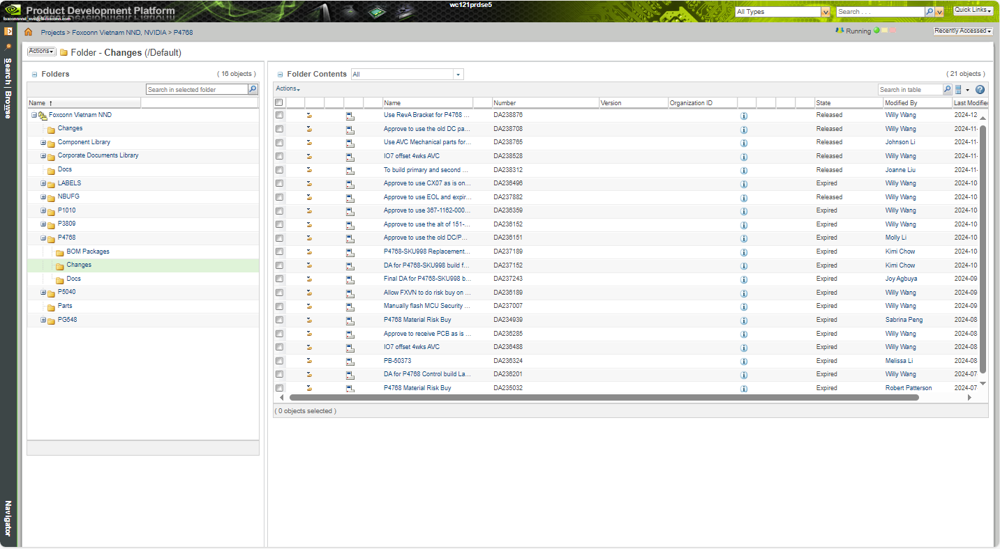 wc121prdse5
Product Development Platform
All Types
Search . . .
Quick Links
Projects > Foxconn Vietnam NND, NVIDIA > P4768
Running
Recently Accessed
Actions
Folder - Changes (/Default)
Search | Browse
Navigator
Folders
( 16 objects )
Search in selected folder
Name ↑
Foxconn Vietnam NND
Changes
Component Library
Corporate Documents Library
Docs
LABELS
NBUFG
P1010
P3809
P4768
BOM Packages
Changes
Docs
P5040
Parts
PG548
Folder Contents
All
( 21 objects )
Actions
Search in table
Name Number Version Organization ID State Modified By Last Modified
Use RevA Bracket for P4768 ... DA238876 Released Willy Wang 2024-12
Approve to use the old DC pa... DA238708 Released Willy Wang 2024-11-
Use AVC Mechanical parts for... DA238765 Released Johnson Li 2024-11-
IO7 offset 4wks AVC DA238528 Released Willy Wang 2024-11-
To build primary and second ... DA238312 Released Joanne Liu 2024-11-
Approve to use CX07 as is on... DA236496 Expired Willy Wang 2024-10
Approve to use EOL and expir... DA237882 Released Willy Wang 2024-10
Approve to use 367-1162-000... DA236359 Expired Willy Wang 2024-10
Approve to use the alt of 151-... DA236152 Expired Willy Wang 2024-10
Approve to use the old DC/P... DA236151 Expired Molly Li 2024-10
P4768-SKU998 Replacement... DA237189 Expired Kimi Chow 2024-10
DA for P4768-SKU998 build f... DA237152 Expired Kimi Chow 2024-10
Final DA for P4768-SKU998 b... DA237243 Expired Joy Agbuya 2024-09
Allow FXVN to do risk buy on ... DA236189 Expired Willy Wang 2024-09
Manually flash MCU Security ... DA237007 Expired Willy Wang 2024-09
P4768 Material Risk Buy DA234939 Expired Sabrina Peng 2024-08
Approve to receive PCB as is ... DA236285 Expired Willy Wang 2024-08
IO7 offset 4wks AVC DA236488 Expired Willy Wang 2024-08
PB-50373 DA236324 Expired Melissa Li 2024-08
DA for P4768 Control build La... DA236201 Expired Willy Wang 2024-07
P4768 Material Risk Buy DA235032 Expired Robert Patterson 2024-07
( 0 objects selected )